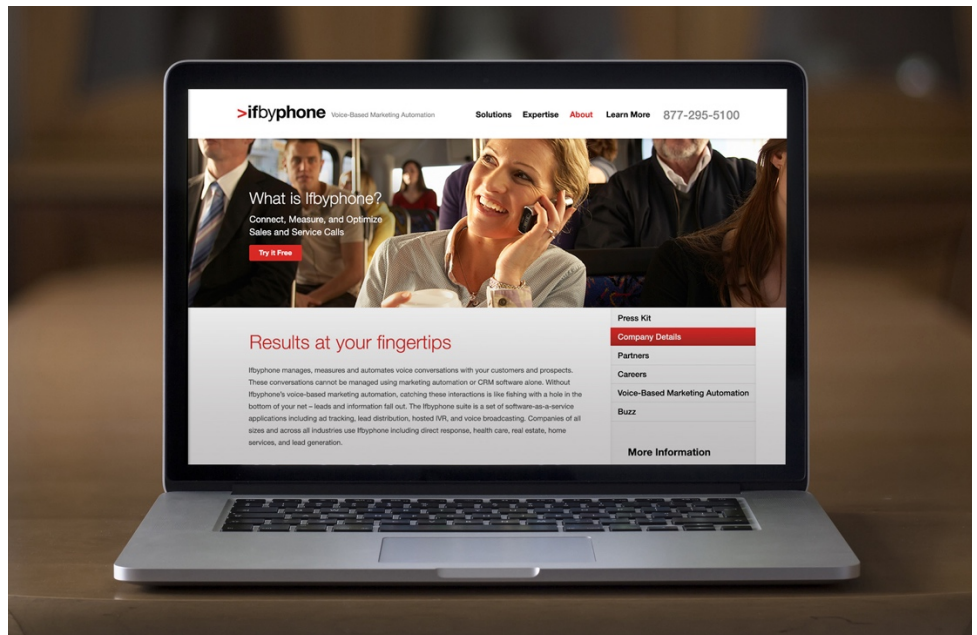 >ifbyphone Voice-Based Marketing Automation
Solutions Expertise About Learn More 877-295-5100
What is Ifbyphone?
Connect, Measure, and Optimize
Sales and Service Calls
Try It Free
Results at your fingertips
Ifbyphone manages, measures and automates voice conversations with your customers and prospects.
These conversations cannot be managed using marketing automation or CRM software alone. Without
Ifbyphone's voice-based marketing automation, catching these interactions is like fishing with a hole in the
bottom of your net – leads and information fall out. The Ifbyphone suite is a set of software-as-a-service
applications including ad tracking, lead distribution, hosted IVR, and voice broadcasting. Companies of all
sizes and across all industries use Ifbyphone including direct response, health care, real estate, home
services, and lead generation.
Press Kit
Company Details
Partners
Careers
Voice-Based Marketing Automation
Buzz
More Information